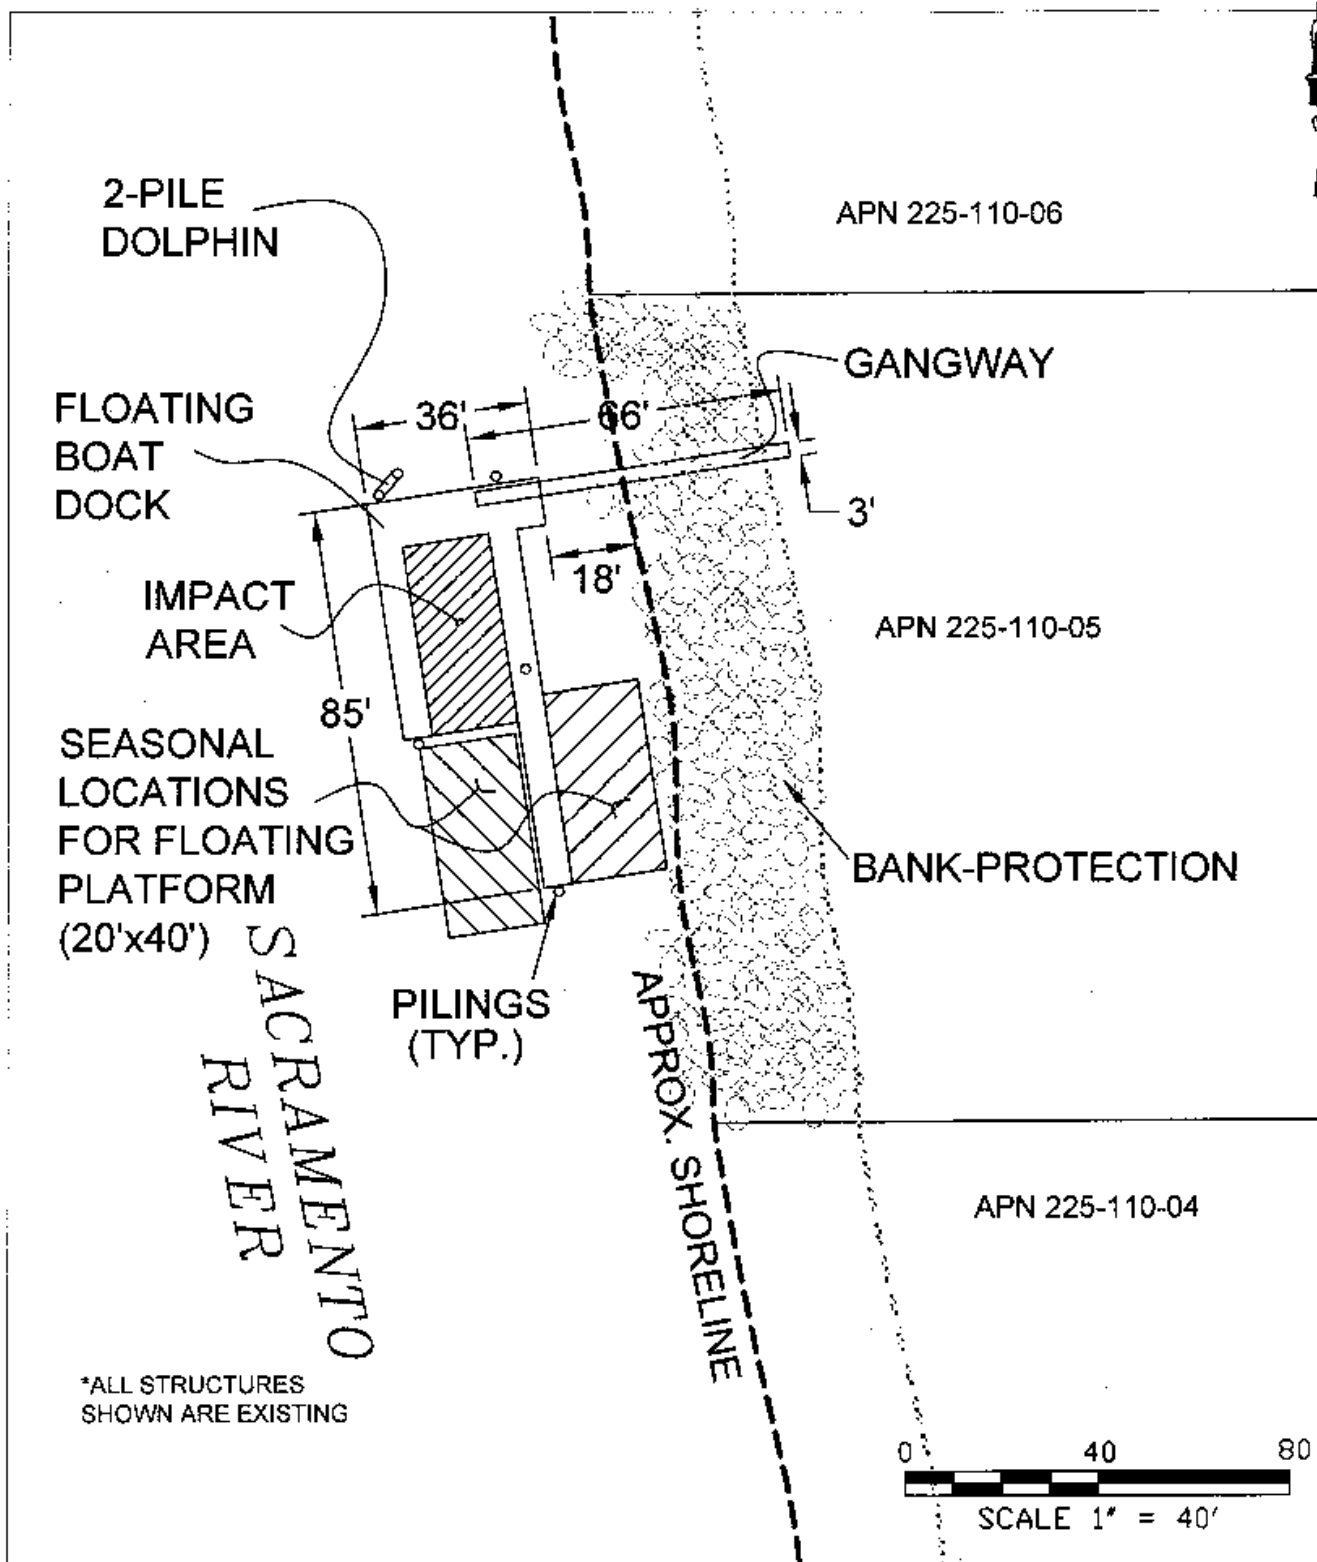 2-PILE
DOLPHIN
APN 225-110-06
GANGWAY
FLOATING
BOAT
DOCK
36'
66'
3'
18'
IMPACT
AREA
APN 225-110-05
85'
SEASONAL
LOCATIONS
FOR FLOATING
PLATFORM
(20'x40')
BANK-PROTECTION
PILINGS
(TYP.)
SACRAMENTO
RIVER
APPROX. SHORELINE
APN 225-110-04
*ALL STRUCTURES
SHOWN ARE EXISTING
0 40 80
SCALE 1" = 40'